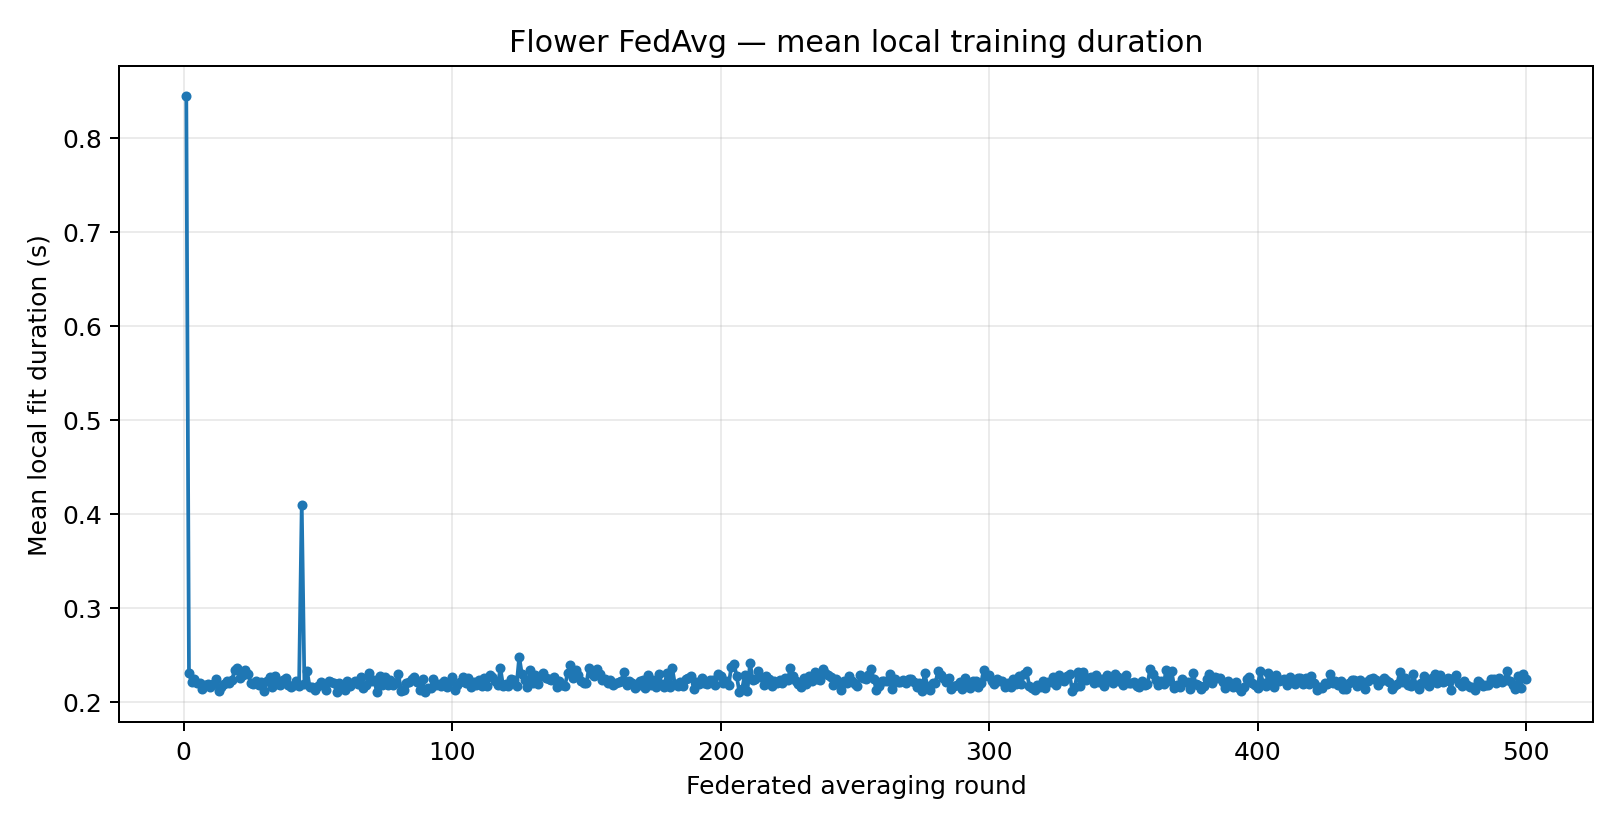 Flower FedAvg — mean local training duration
Mean local fit duration (s)
0.8
0.7
0.6
0.5
0.4
0.3
0.2
0 100 200 300 400 500
Federated averaging round